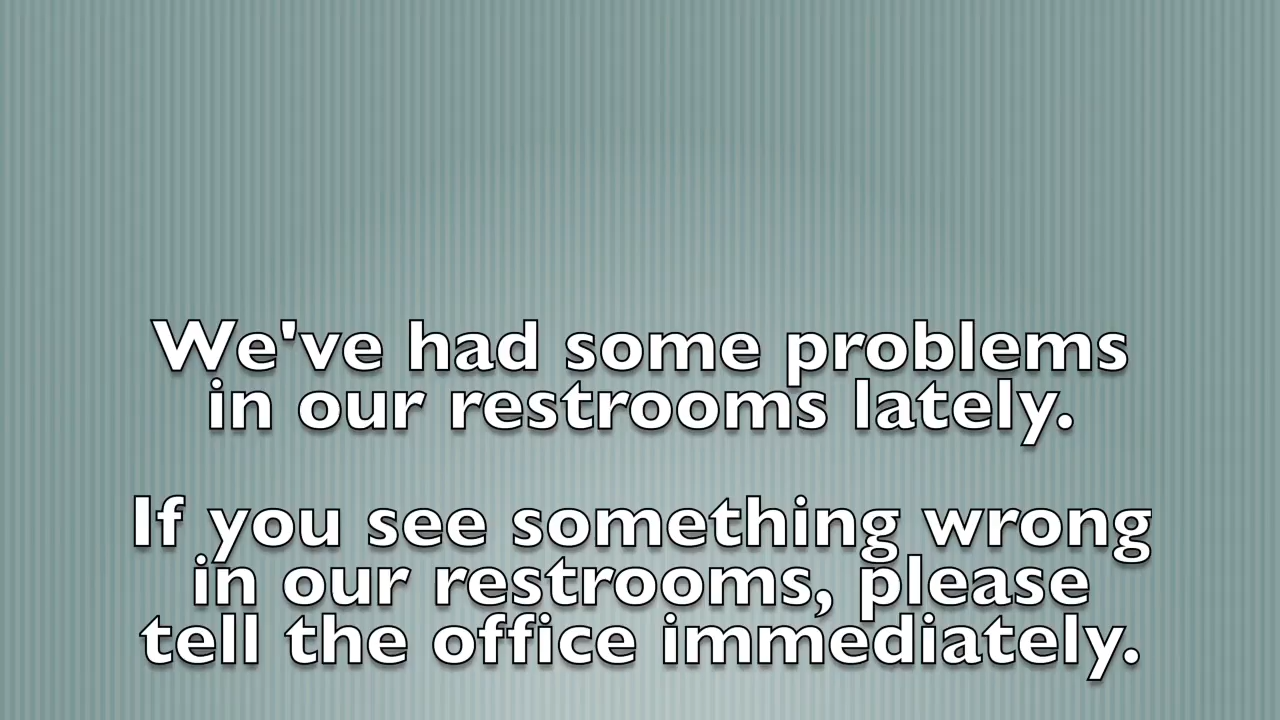 We've had some problems
in our restrooms lately.
If you see something wrong
in our restrooms, please
tell the office immediately.